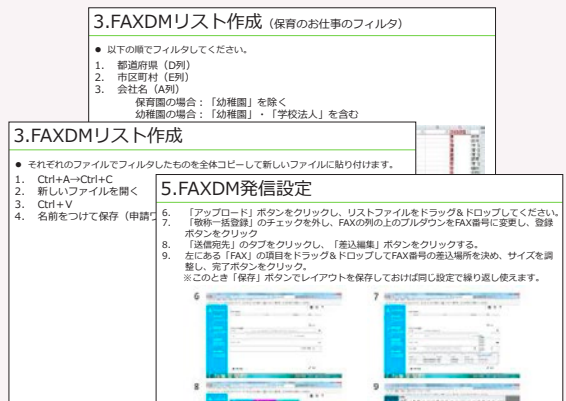 3.FAXDMリスト作成（保育のお仕事のフィルタ）
● 以下の順でフィルタしてください。
1. 都道府県（D列）
2. 市区町村（E列）
3. 会社名（A列）
保育園の場合：「幼稚園」を除く
幼稚園の場合：「幼稚園」・「学校法人」を含む
3.FAXDMリスト作成
● それぞれのファイルでフィルタしたものを全体コピーして新しいファイルに貼り付けます。
1. Ctrl+A→Ctrl+C
2. 新しいファイルを開く
3. Ctrl+V
4. 名前をつけて保存（申請
5.FAXDM発信設定
6. 「アップロード」ボタンをクリックし、リストファイルをドラッグ＆ドロップしてください。
7. 「敬称一括登録」のチェックを外し、FAXの列の上のプルダウンをFAX番号に変更し、登録
ボタンをクリック
8. 「送信宛先」のタブをクリックし、「差込編集」ボタンをクリックする。
9. 左にある「FAX」の項目をドラッグ＆ドロップしてFAX番号の差込場所を決め、サイズを調
整し、完了ボタンをクリック。
※このとき「保存」ボタンでレイアウトを保存しておけば同じ設定で繰り返し使えます。
6
7
8
9